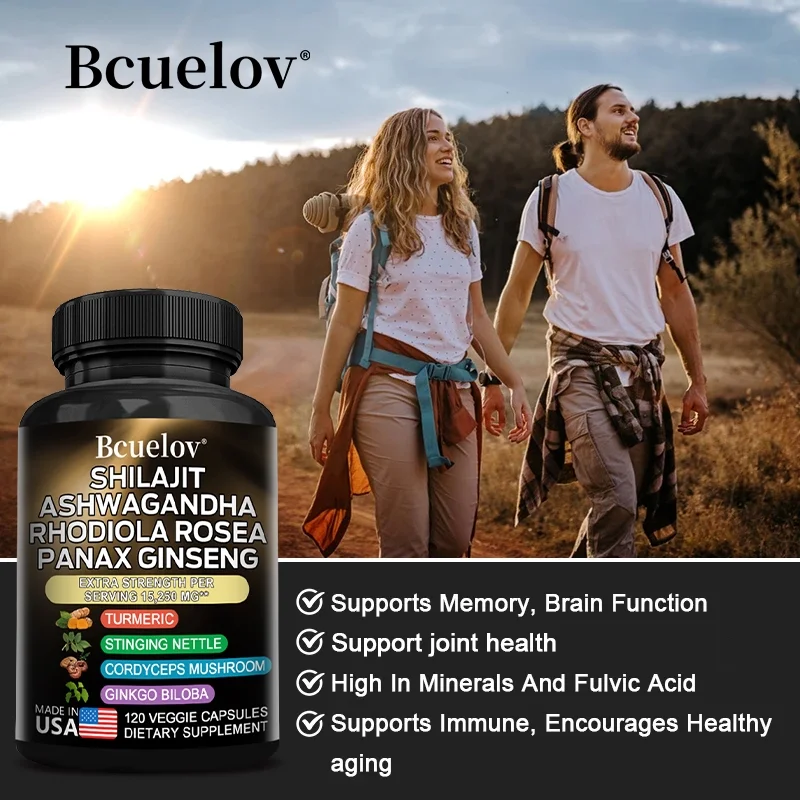 Bcuelov®
Bcuelov®
SHILAJIT
ASHWAGANDHA
RHODIOLA ROSEA
PANAX GINSENG
EXTRA STRENGTH PER
SERVING 15,250 MG**
TURMERIC
STINGING NETTLE
CORDYCEPS MUSHROOM
GINKGO BILOBA
MADE IN
USA
120 VEGGIE CAPSULES
DIETARY SUPPLEMENT
Supports Memory, Brain Function
Support joint health
High In Minerals And Fulvic Acid
Supports Immune, Encourages Healthy
aging